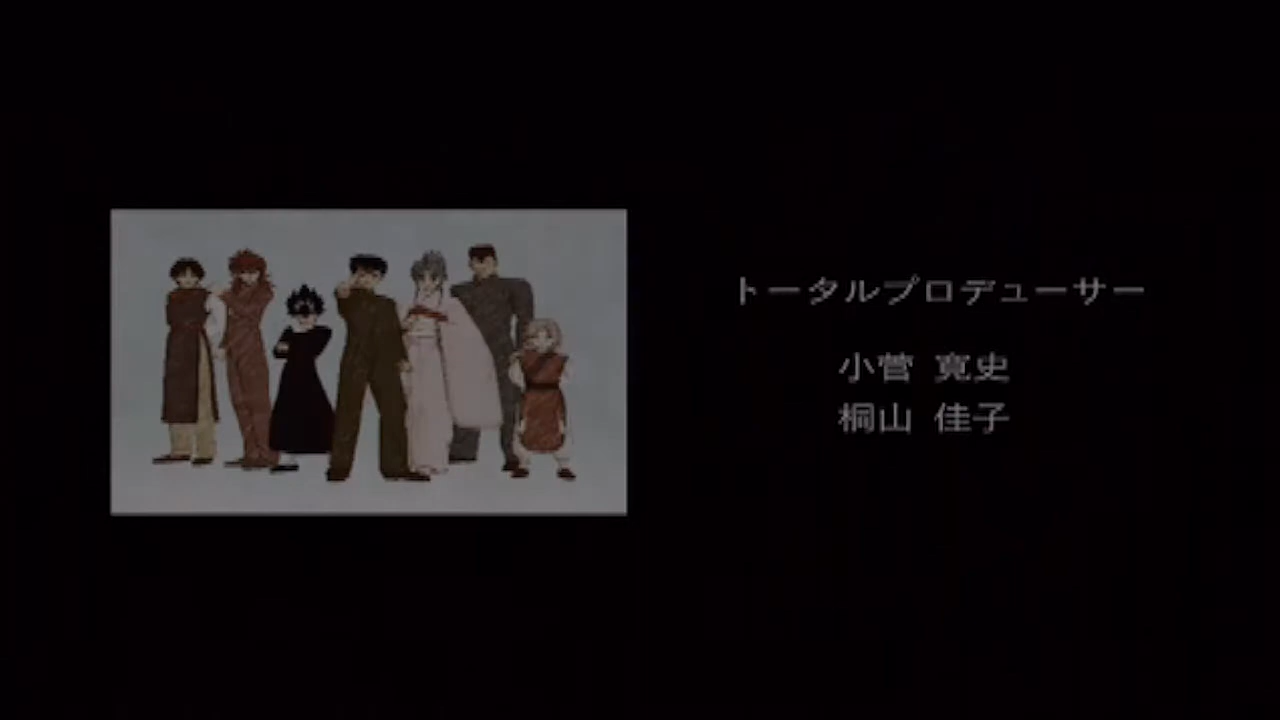 トータルプロデューサー
小菅 寛史
桐山 佳子